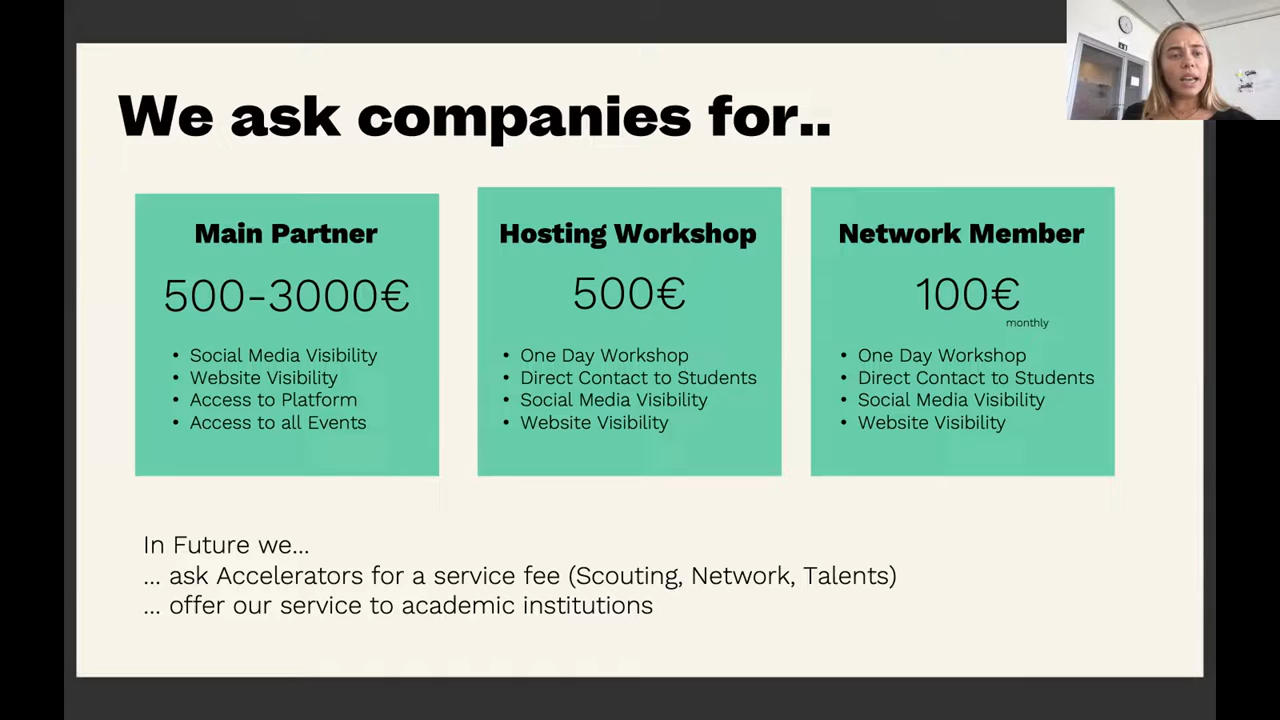 We ask companies for..
Main Partner
500-3000€
• Social Media Visibility
• Website Visibility
• Access to Platform
• Access to all Events
Hosting Workshop
500€
• One Day Workshop
• Direct Contact to Students
• Social Media Visibility
• Website Visibility
Network Member
100€
monthly
• One Day Workshop
• Direct Contact to Students
• Social Media Visibility
• Website Visibility
In Future we...
... ask Accelerators for a service fee (Scouting, Network, Talents)
... offer our service to academic institutions